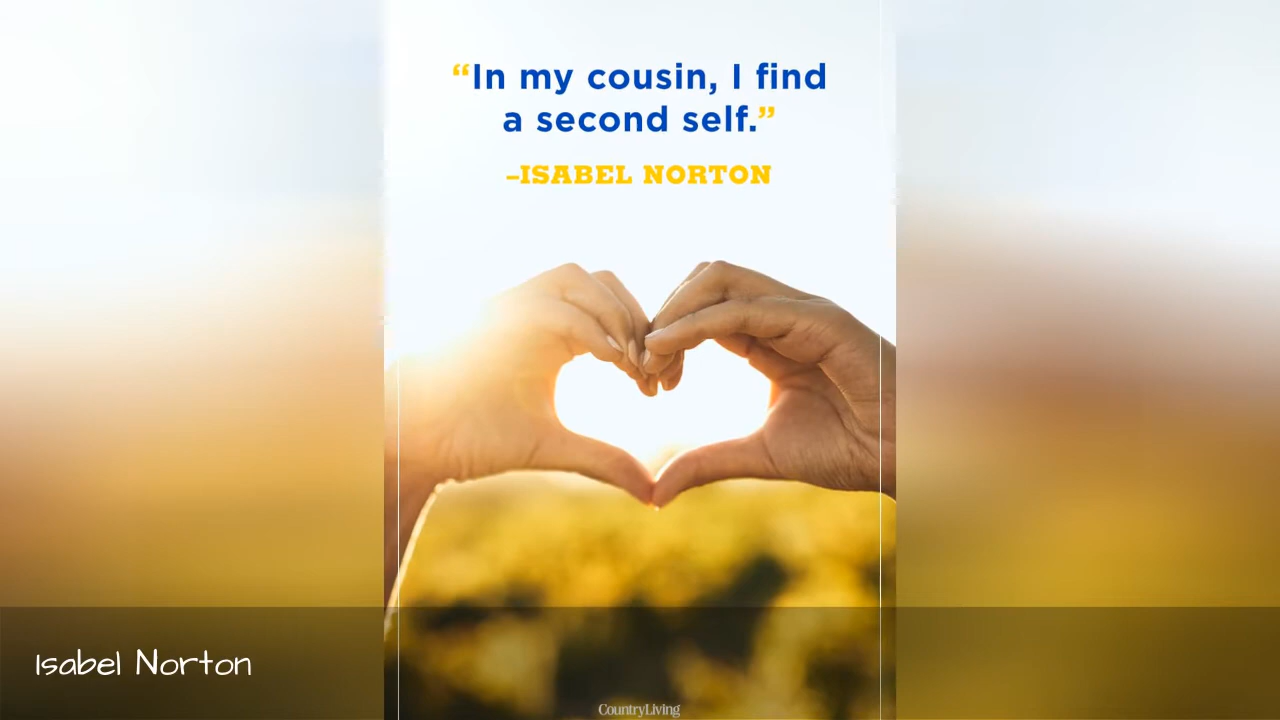 “In my cousin, I find
a second self.”
–ISABEL NORTON
Isabel Norton
CountryLiving